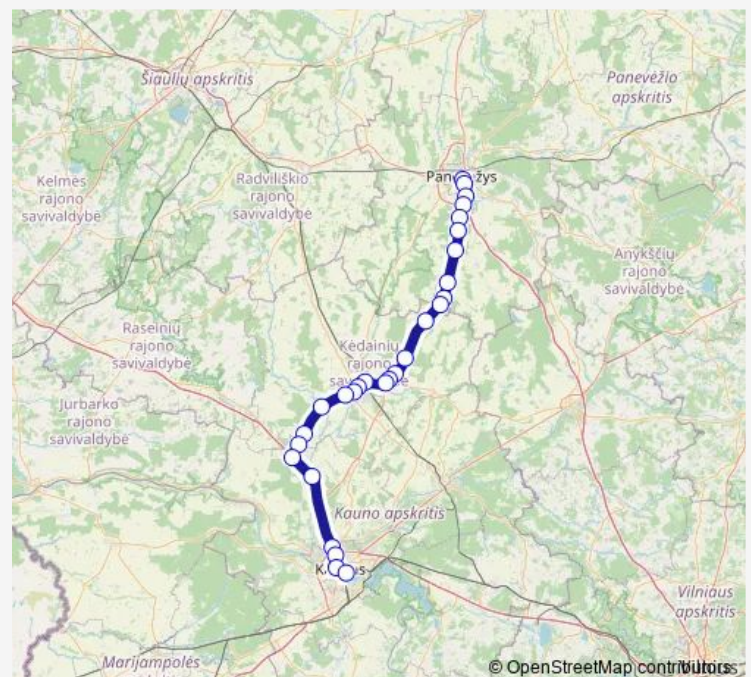 Šiaulių apskritis
Panevėžio
apskritis
Kelmės
rajono
savivaldybė
Radviliškio
rajono
savivaldybė
Anykščių
rajono
savivaldybė
Raseinių
rajono
savivaldybė
Kėdainių
rajono
Jurbarko
rajono
savivaldybė
Kauno apskritis
Vilniaus
apskritis
Marijampolės
© OpenStreetMap contributors